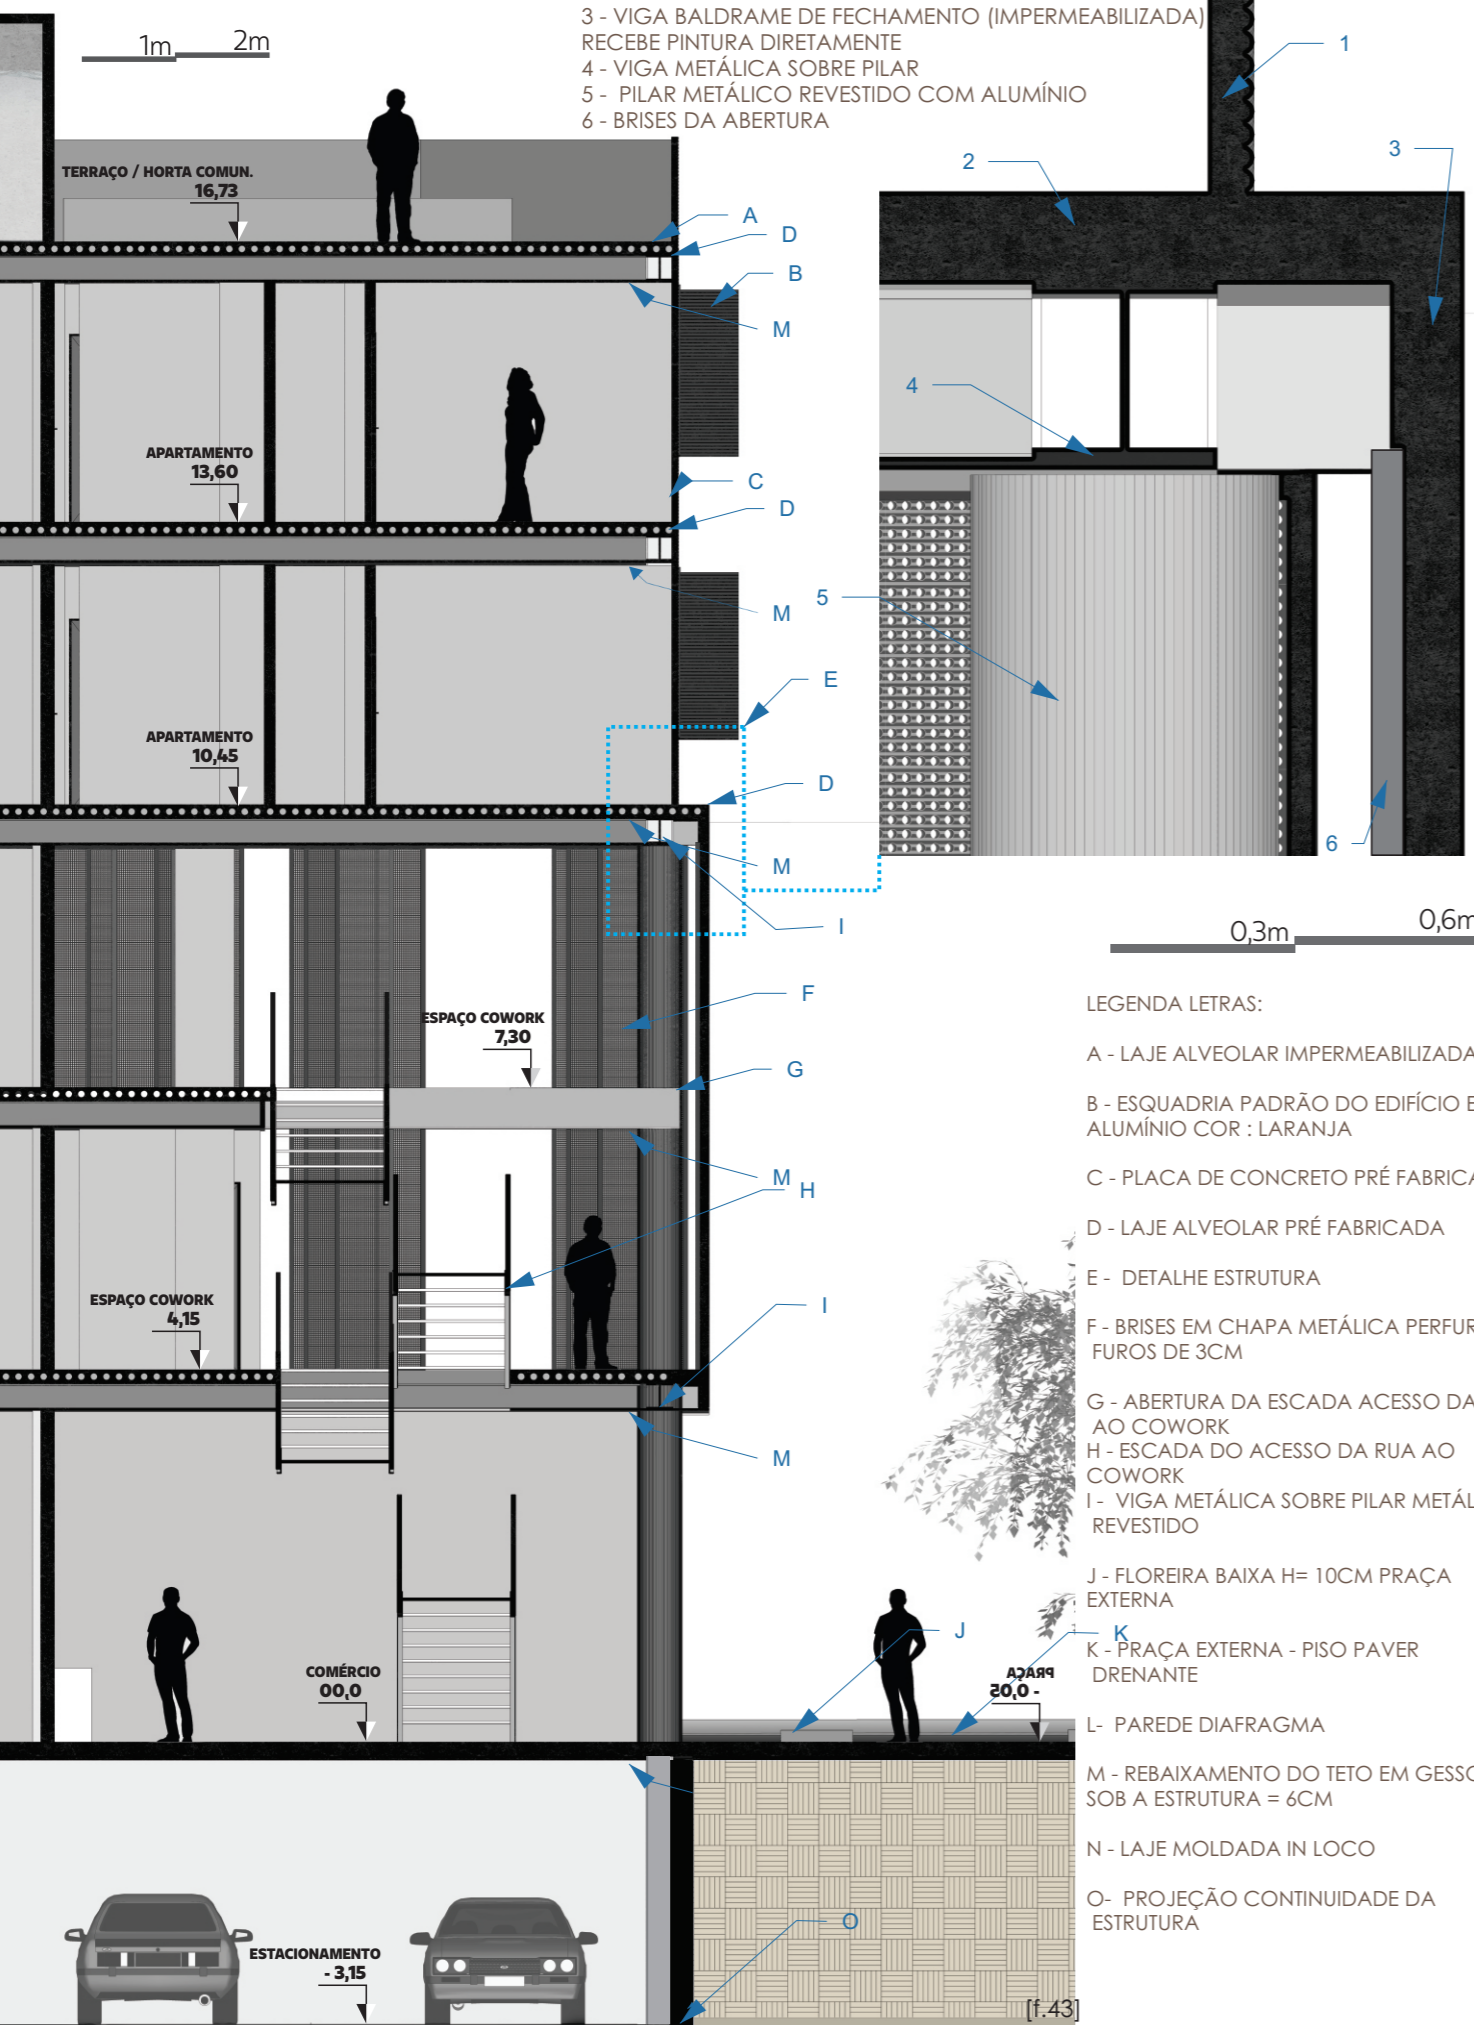 3 - VIGA BALDRAME DE FECHAMENTO (IMPERMEABILIZADA)
RECEBE PINTURA DIRETAMENTE
4 - VIGA METÁLICA SOBRE PILAR
5 - PILAR METÁLICO REVESTIDO COM ALUMÍNIO
6 - BRISES DA ABERTURA
1m 2m
TERRAÇO / HORTA COMUN.
16,73
A
D
B
M
APARTAMENTO
13,60
C
D
M
E
APARTAMENTO
10,45
D
M
I
F
ESPAÇO COWORK
7,30
G
M
H
ESPAÇO COWORK
4,15
I
M
J
K
COMÉRCIO
00,0
PRAÇA
- 0,05
O
ESTACIONAMENTO
- 3,15
[f.43]
1
2
3
4
5
6
0,3m 0,6m
LEGENDA LETRAS:
A - LAJE ALVEOLAR IMPERMEABILIZADA
B - ESQUADRIA PADRÃO DO EDIFÍCIO
ALUMÍNIO COR : LARANJA
C - PLACA DE CONCRETO PRÉ
D - LAJE ALVEOLAR PRÉ FABRICADA
E - DETALHE ESTRUTURA
F - BRISES EM CHAPA METÁLICA
FUROS DE 3CM
G - ABERTURA DA ESCADA ACESSO DA
AO COWORK
H - ESCADA DO ACESSO DA RUA AO
COWORK
I - VIGA METÁLICA SOBRE PILAR
REVESTIDO
J - FLOREIRA BAIXA H= 10CM PRAÇA
EXTERNA
K - PRAÇA EXTERNA - PISO PAVER
DRENANTE
L- PAREDE DIAFRAGMA
M - REBAIXAMENTO DO TETO EM GESSO
SOB A ESTRUTURA = 6CM
N - LAJE MOLDADA IN LOCO
O- PROJEÇÃO CONTINUIDADE DA
ESTRUTURA